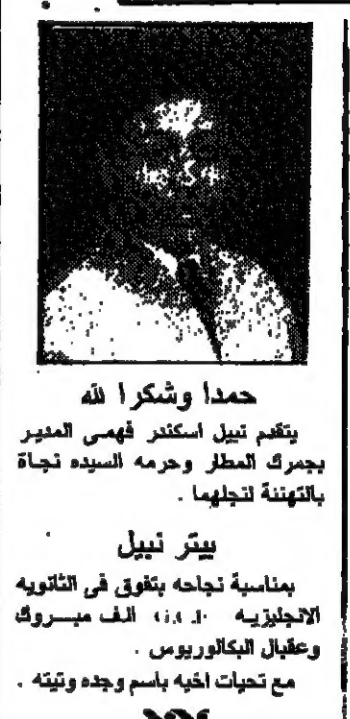 حمدا وشكرا لله
يتقدم نبيل اسكندر فهمى المدير
بجمرك المطار وحرمه السيده نجاة
بالتهنئة لنجلهما .
بيتر نبيل
بمناسبة نجاحه بتفوق فى الثانويه
الانجليزيه الف مبــروك
وعقبال البكالوريوس .
مع تحيات اخيه باسم وجده وتيته .